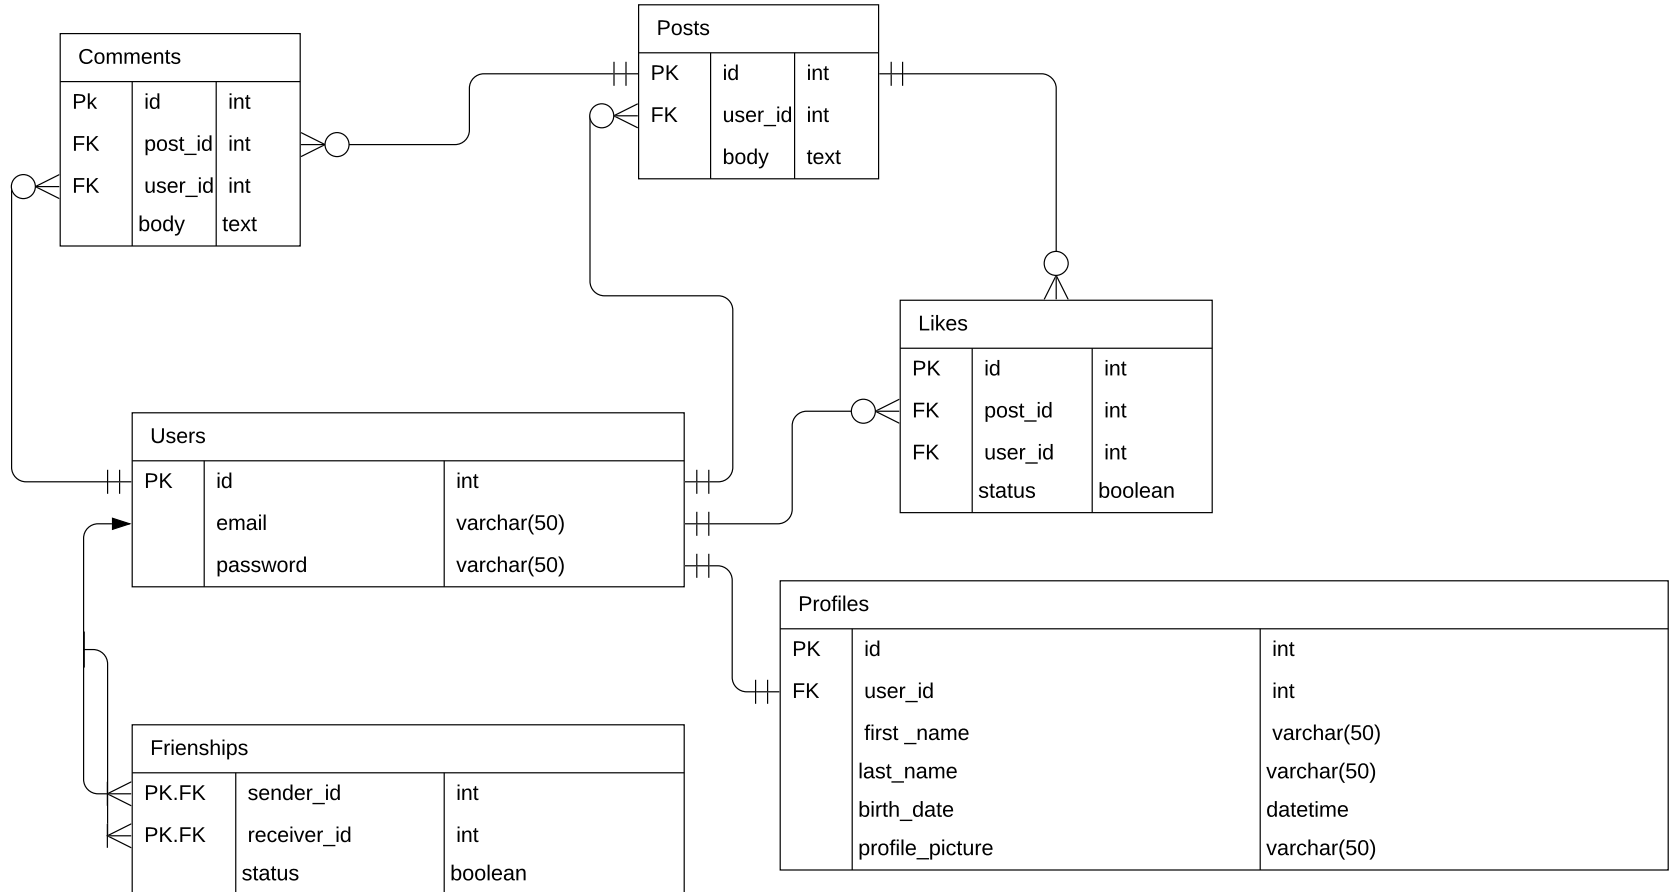 Comments
Pk id int
FK post_id int
FK user_id int
body text
Posts
PK id int
FK user_id int
body text
Likes
PK id int
FK post_id int
FK user_id int
status boolean
Users
PK id int
email varchar(50)
password varchar(50)
Profiles
PK id int
FK user_id int
first _name varchar(50)
last_name varchar(50)
birth_date datetime
profile_picture varchar(50)
Frienships
PK.FK sender_id int
PK.FK receiver_id int
status boolean